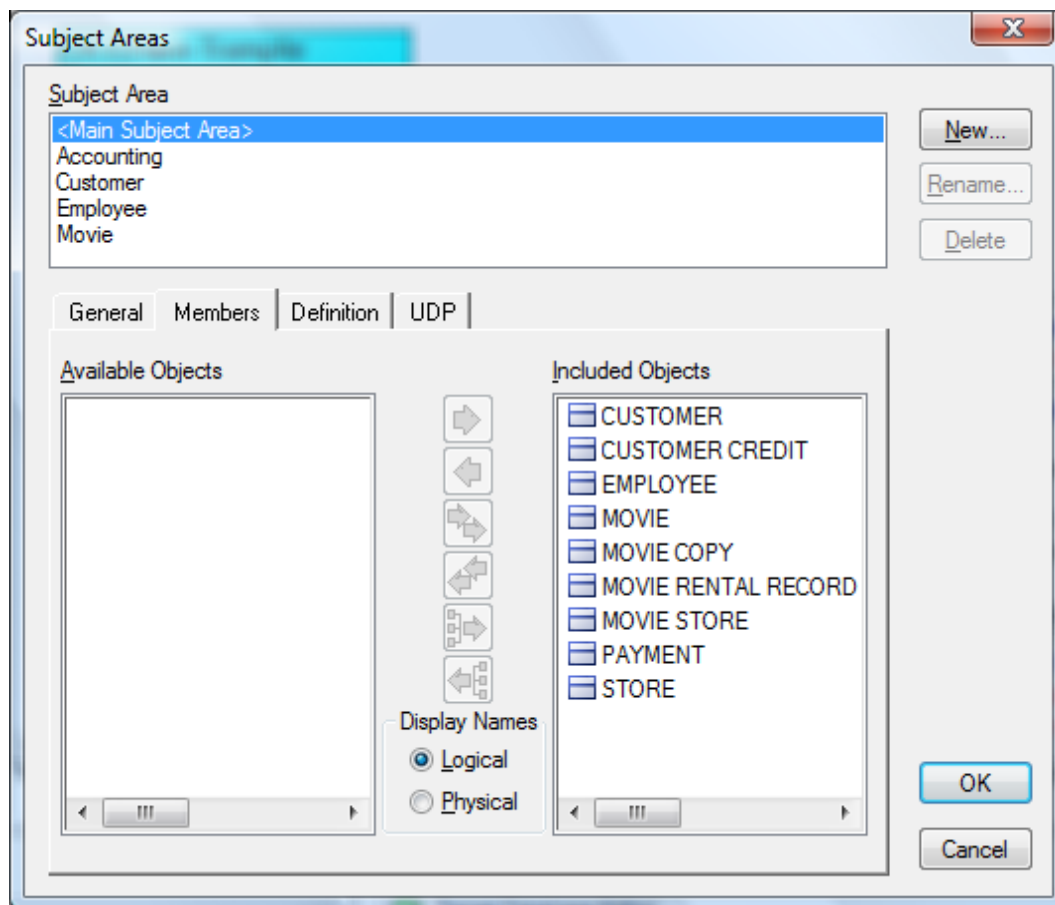 Subject Areas
Subject Area
<Main Subject Area>
Accounting
Customer
Employee
Movie
New...
Rename...
Delete
General Members Definition UDP
Available Objects
Included Objects
CUSTOMER
CUSTOMER CREDIT
EMPLOYEE
MOVIE
MOVIE COPY
MOVIE RENTAL RECORD
MOVIE STORE
PAYMENT
STORE
Display Names
Logical
Physical
OK
Cancel